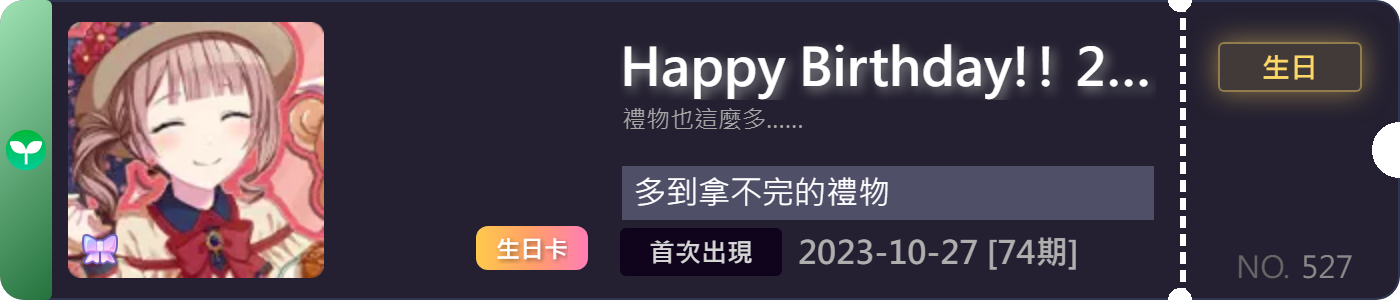 Happy Birthday!！ 2...
禮物也這麼多......
多到拿不完的禮物
生日卡
首次出現
2023-10-27 [74期]
生日
NO. 527